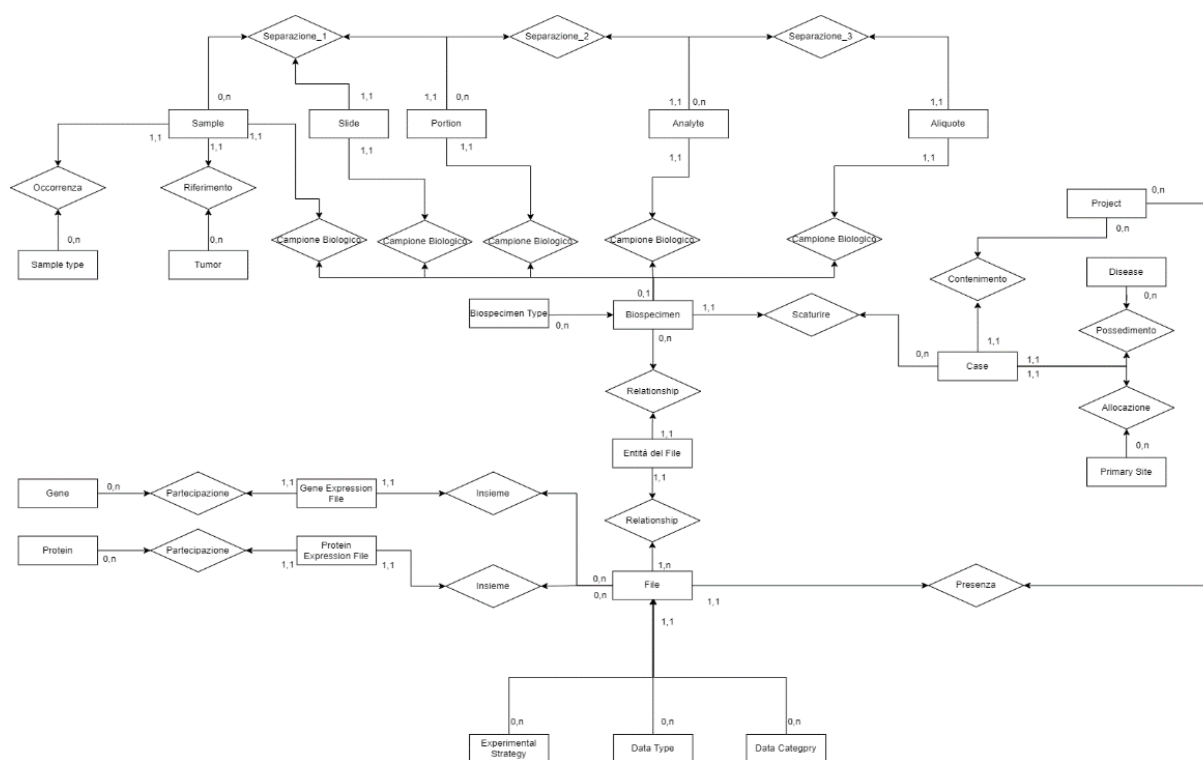 Separazione_1
Separazione_2
Separazione_3
0,n
1,1
1,1
0,n
1,1
0,n
1,1
Sample
Slide
Portion
Analyte
Aliquote
1,1
1,1
1,1
1,1
1,1
1,1
1,1
Occorrenza
Riferimento
0,n
Project
0,n
Campione Biologico
Campione Biologico
Campione Biologico
Campione Biologico
Campione Biologico
0,n
0,n
Sample type
Tumor
Contenimento
Disease
0,n
0,1
Biospecimen Type
0,n
Biospecimen
1,1
Scaturire
Possedimento
0,n
1,1
0,n
Case
1,1
1,1
Relationship
Allocazione
1,1
0,n
Entità del File
Primary Site
1,1
Gene
0,n
Partecipazione
1,1
Gene Expression
File
1,1
Insieme
Relationship
Protein
0,n
Partecipazione
1,1
Protein
Expression File
1,1
Insieme
1,n
0,n
0,n
File
1,1
Presenza
1,1
0,n
0,n
0,n
Experimental
Strategy
Data Type
Data Categpry